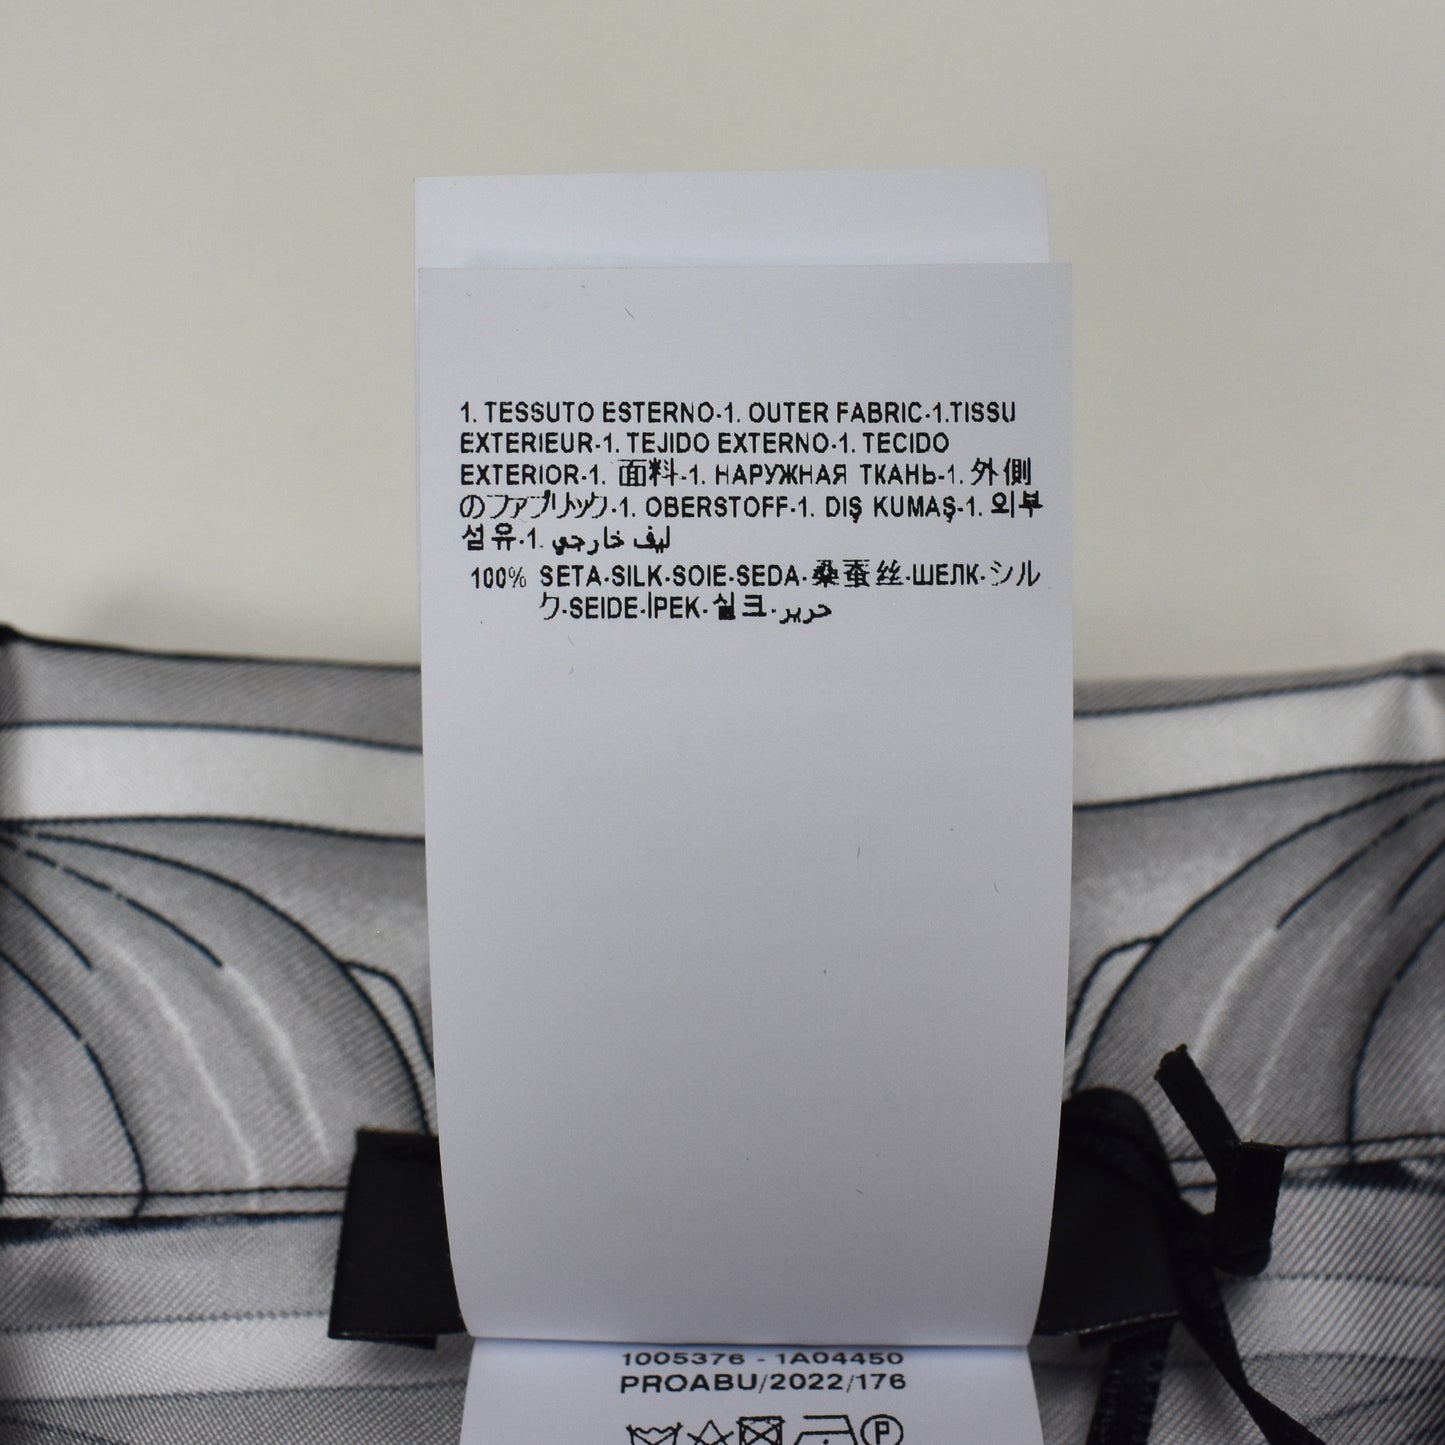 1. TESSUTO ESTERNO-1. OUTER FABRIC-1.TISSU
EXTERIEUR-1. TEJIDO EXTERNO-1. TECIDO
EXTERIOR-1. 面料-1. НАРУЖНАЯ ТКАНЬ-1. 外側
のファブリック-1. OBERSTOFF-1. DIŞ KUMAŞ-1. 외부
섬유-1. ليف خارجي
100% SETA-SILK-SOIE-SEDA-桑蚕丝-ШЕЛК-シル
ク-SEIDE-İPEK-실크-حرير
1005376 - 1A04450
PROABU/2022/176
P